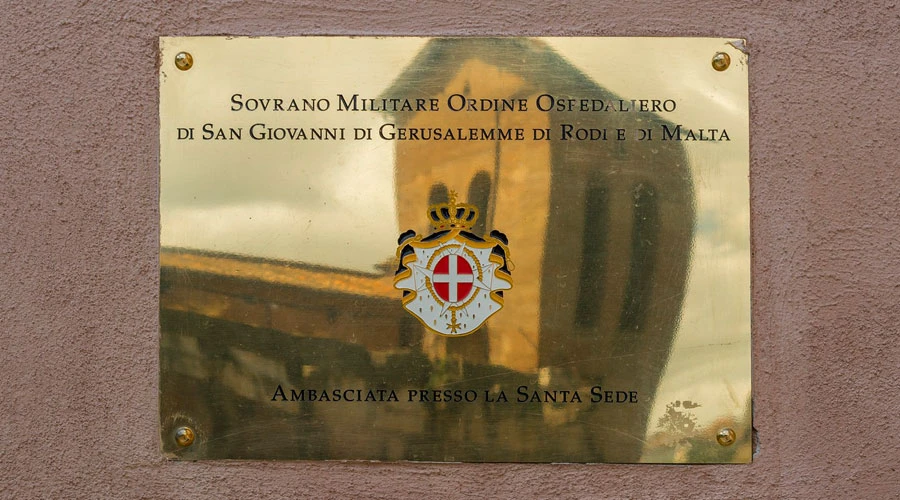 Sovrano Militare Ordine Ospedaliero
di San Giovanni di Gerusalemme di Rodi e di Malta
Ambasciata presso la Santa Sede